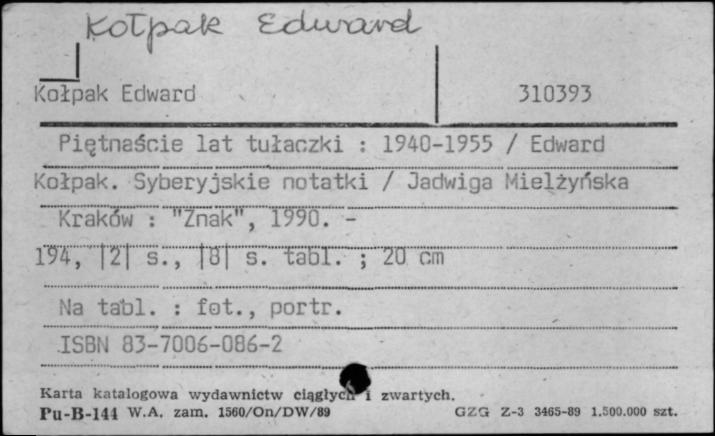 Kołpak Edward
Kołpak Edward 310393
Piętnaście lat tułaczki : 1940-1955 / Edward
Kołpak. Syberyjskie notatki / Jadwiga Mielżyńska
Kraków : "Znak", 1990. -
194, |2| s., |8| s. tabl. ; 20 cm
Na tabl. : fot., portr.
ISBN 83-7006-086-2
Karta katalogowa wydawnictw ciągłych i zwartych.
Pu-B-144 W.A. zam. 1560/On/DW/89 GZG Z-3 3465-89 1.500.000 szt.